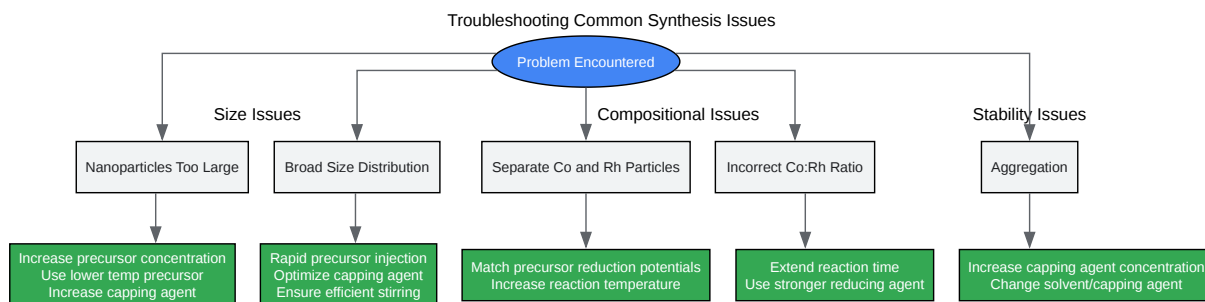 Troubleshooting Common Synthesis Issues
Problem Encountered
Size Issues
Compositional Issues
Stability Issues
Nanoparticles Too Large
Broad Size Distribution
Separate Co and Rh Particles
Incorrect Co:Rh Ratio
Aggregation
Increase precursor concentration
Use lower temp precursor
Increase capping agent
Rapid precursor injection
Optimize capping agent
Ensure efficient stirring
Match precursor reduction potentials
Increase reaction temperature
Extend reaction time
Use stronger reducing agent
Increase capping agent concentration
Change solvent/capping agent